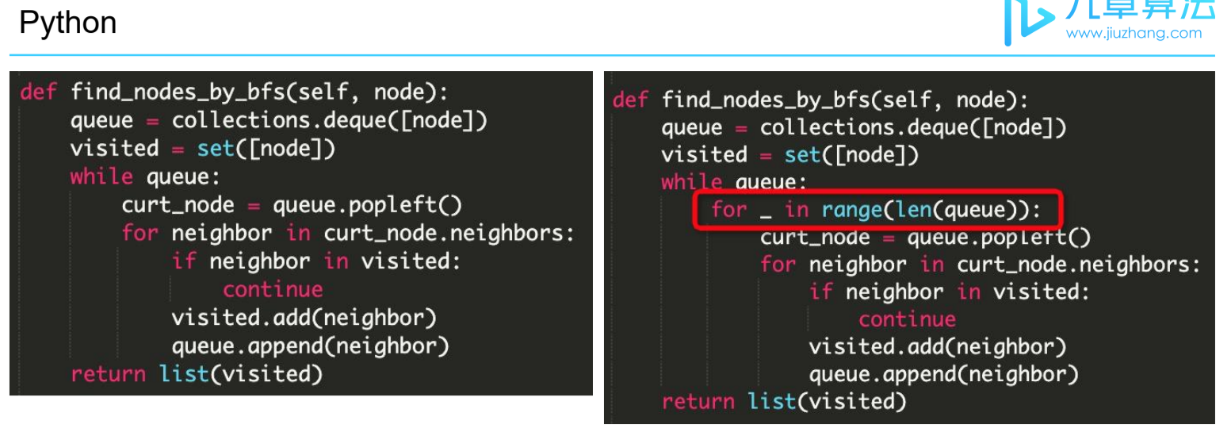 Python
九章算法
www.jiuzhang.com
def find_nodes_by_bfs(self, node):
    queue = collections.deque([node])
    visited = set([node])
    while queue:
        curt_node = queue.popleft()
        for neighbor in curt_node.neighbors:
            if neighbor in visited:
                continue
            visited.add(neighbor)
            queue.append(neighbor)
    return list(visited)
def find_nodes_by_bfs(self, node):
    queue = collections.deque([node])
    visited = set([node])
    while queue:
        for _ in range(len(queue)):
            curt_node = queue.popleft()
            for neighbor in curt_node.neighbors:
                if neighbor in visited:
                    continue
                visited.add(neighbor)
                queue.append(neighbor)
    return list(visited)